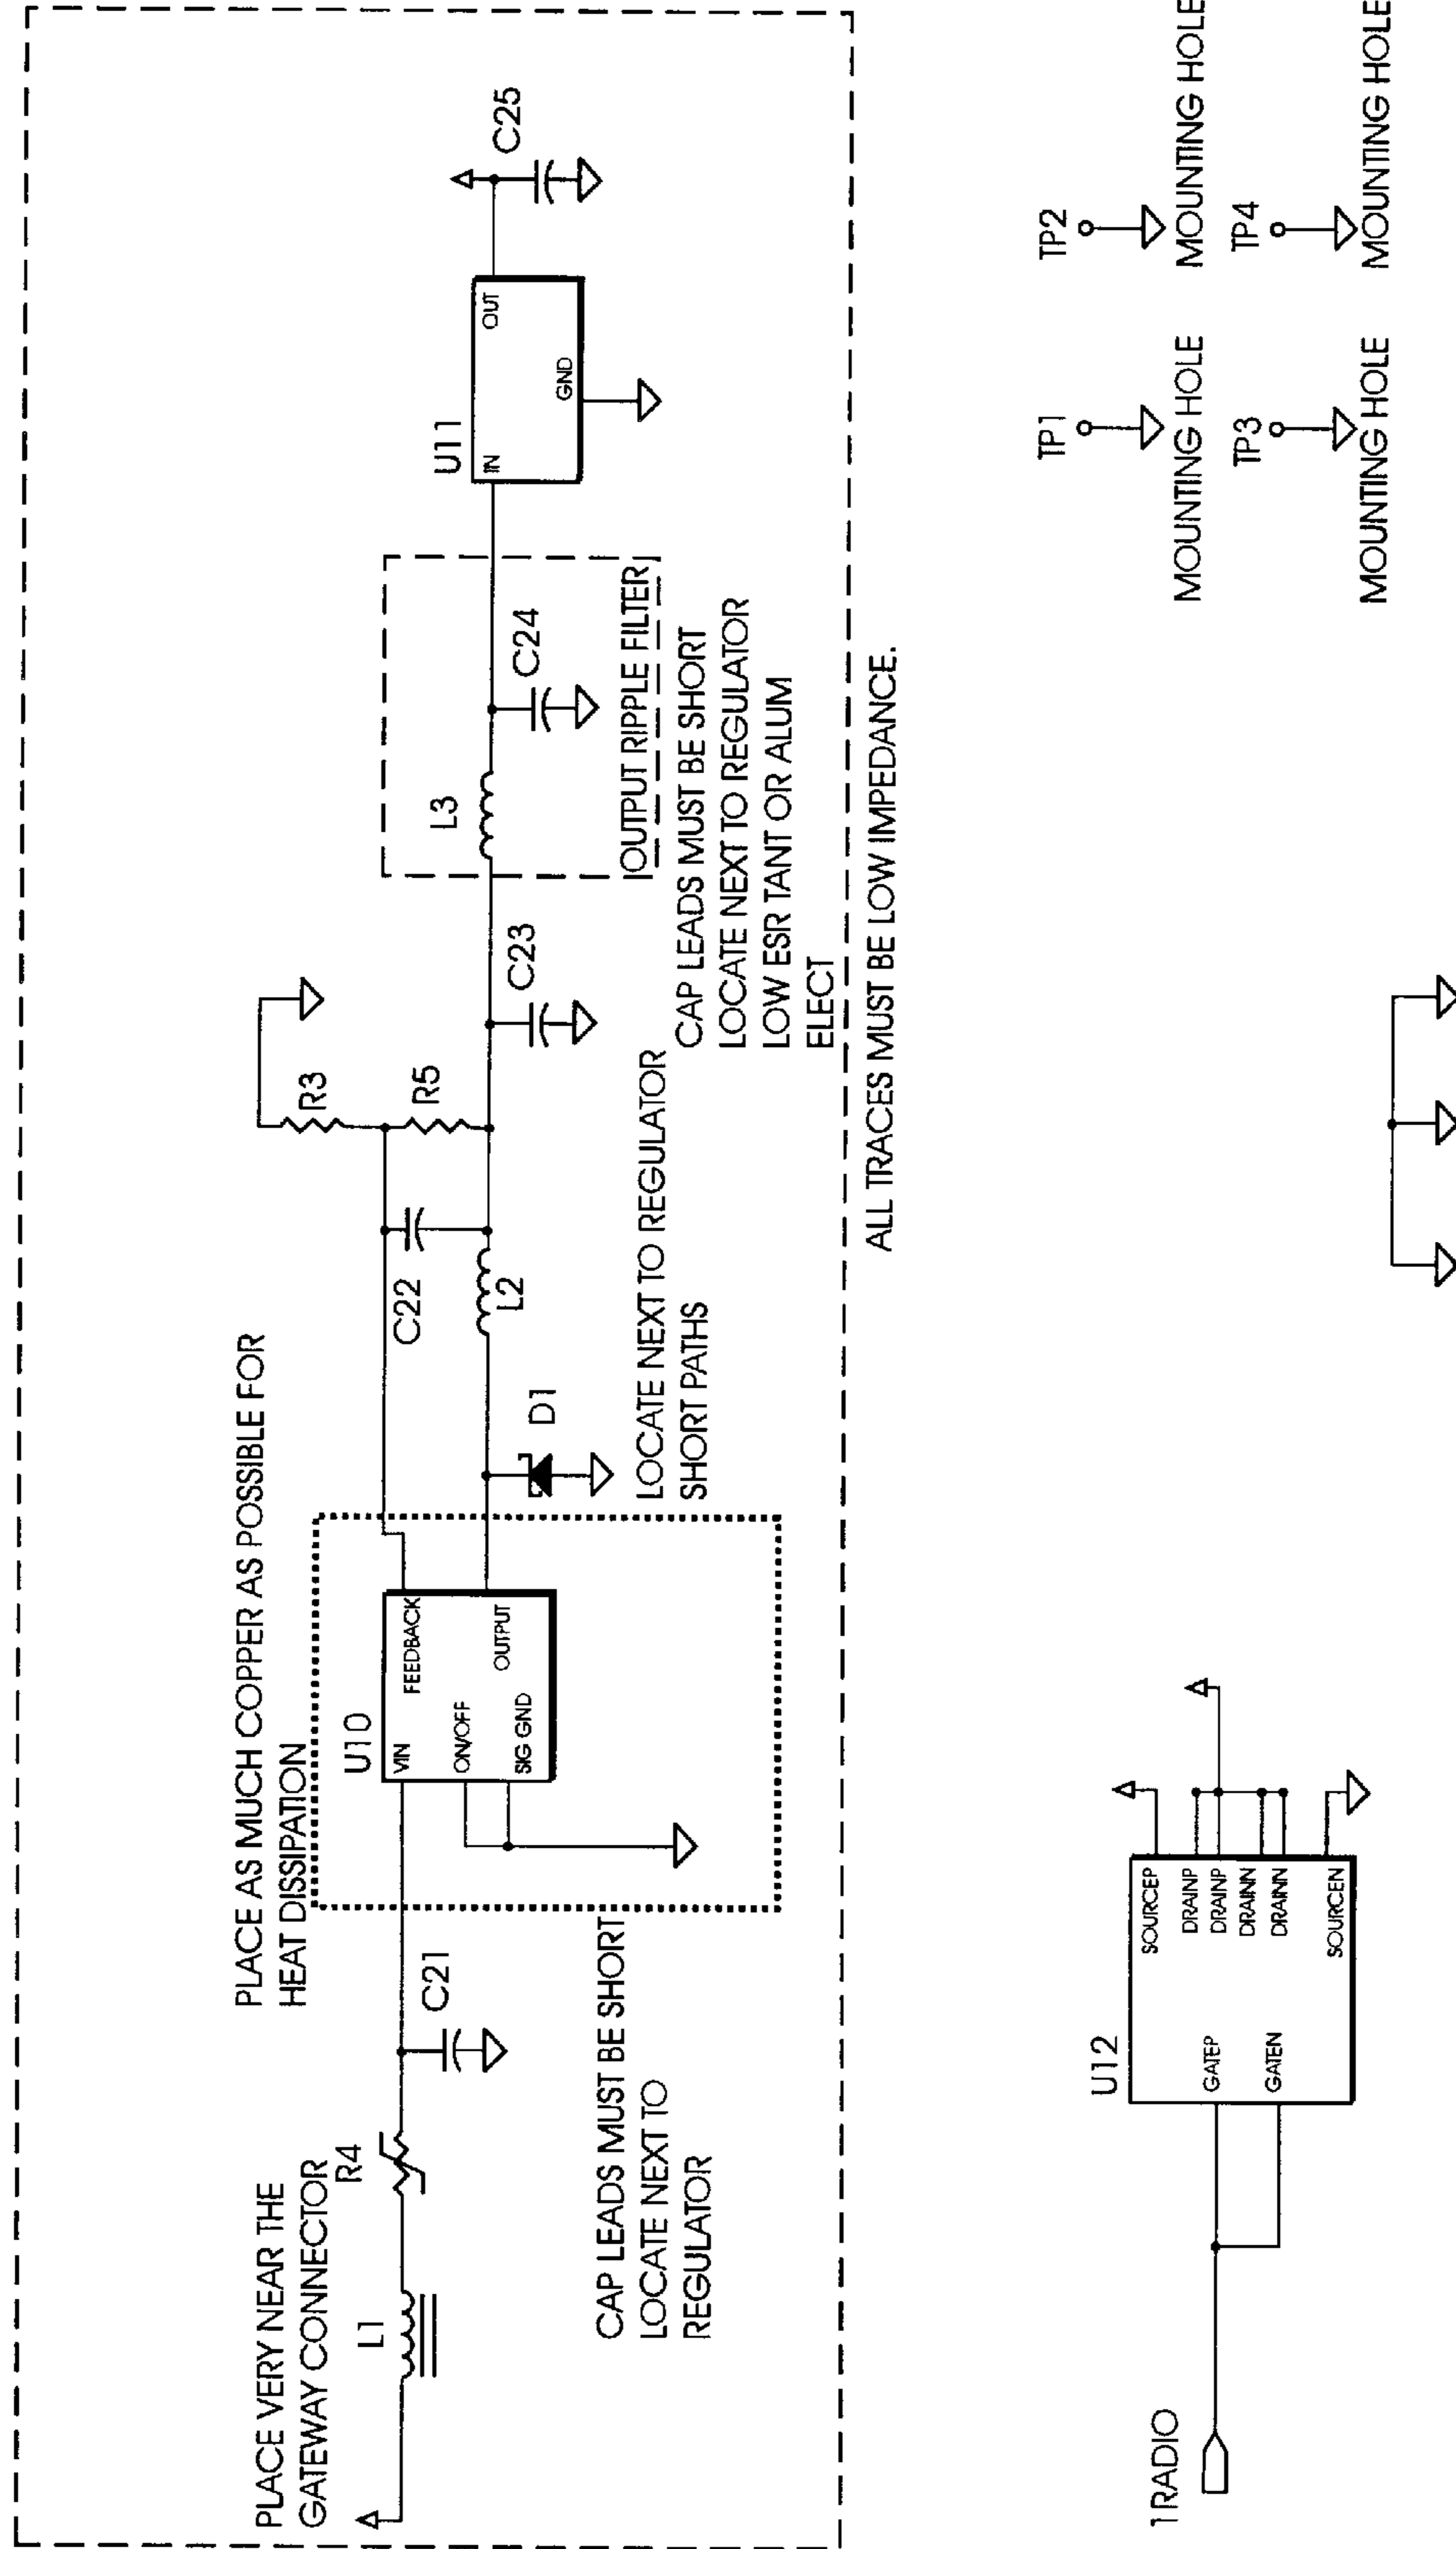 PLACE VERY NEAR THE
GATEWAY CONNECTOR
L1
R4
C21
CAP LEADS MUST BE SHORT
LOCATE NEXT TO
REGULATOR
PLACE AS MUCH COPPER AS POSSIBLE FOR
HEAT DISSIPATION
U10
VIN
FEEDBACK
ON/OFF
OUTPUT
SIG GND
D1
LOCATE NEXT TO REGULATOR
SHORT PATHS
C22
L2
R3
R5
C23
L3
C24
OUTPUT RIPPLE FILTER
CAP LEADS MUST BE SHORT
LOCATE NEXT TO REGULATOR
LOW ESR TANT OR ALUM
ELECT
U11
IN
OUT
GND
C25
ALL TRACES MUST BE LOW IMPEDANCE.
1RADIO
U12
GATEP
GATEN
SOURCEP
DRAINP
DRAINP
DRAINN
DRAINN
SOURCEN
TP1
MOUNTING HOLE
TP2
MOUNTING HOLE
TP3
MOUNTING HOLE
TP4
MOUNTING HOLE